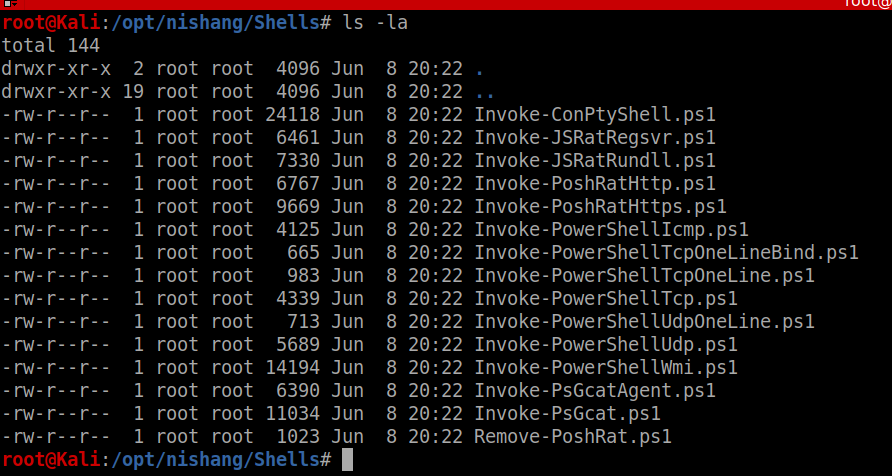 root@
root@Kali:/opt/nishang/Shells# ls -la
total 144
drwxr-xr-x  2 root root  4096 Jun  8 20:22 .
drwxr-xr-x 19 root root  4096 Jun  8 20:22 ..
-rw-r--r--  1 root root 24118 Jun  8 20:22 Invoke-ConPtyShell.ps1
-rw-r--r--  1 root root  6461 Jun  8 20:22 Invoke-JSRatRegsvr.ps1
-rw-r--r--  1 root root  7330 Jun  8 20:22 Invoke-JSRatRundll.ps1
-rw-r--r--  1 root root  6767 Jun  8 20:22 Invoke-PoshRatHttp.ps1
-rw-r--r--  1 root root  9669 Jun  8 20:22 Invoke-PoshRatHttps.ps1
-rw-r--r--  1 root root  4125 Jun  8 20:22 Invoke-PowerShellIcmp.ps1
-rw-r--r--  1 root root   665 Jun  8 20:22 Invoke-PowerShellTcpOneLineBind.ps1
-rw-r--r--  1 root root   983 Jun  8 20:22 Invoke-PowerShellTcpOneLine.ps1
-rw-r--r--  1 root root  4339 Jun  8 20:22 Invoke-PowerShellTcp.ps1
-rw-r--r--  1 root root   713 Jun  8 20:22 Invoke-PowerShellUdpOneLine.ps1
-rw-r--r--  1 root root  5689 Jun  8 20:22 Invoke-PowerShellUdp.ps1
-rw-r--r--  1 root root 14194 Jun  8 20:22 Invoke-PowerShellWmi.ps1
-rw-r--r--  1 root root  6390 Jun  8 20:22 Invoke-PsGcatAgent.ps1
-rw-r--r--  1 root root 11034 Jun  8 20:22 Invoke-PsGcat.ps1
-rw-r--r--  1 root root  1023 Jun  8 20:22 Remove-PoshRat.ps1
root@Kali:/opt/nishang/Shells#